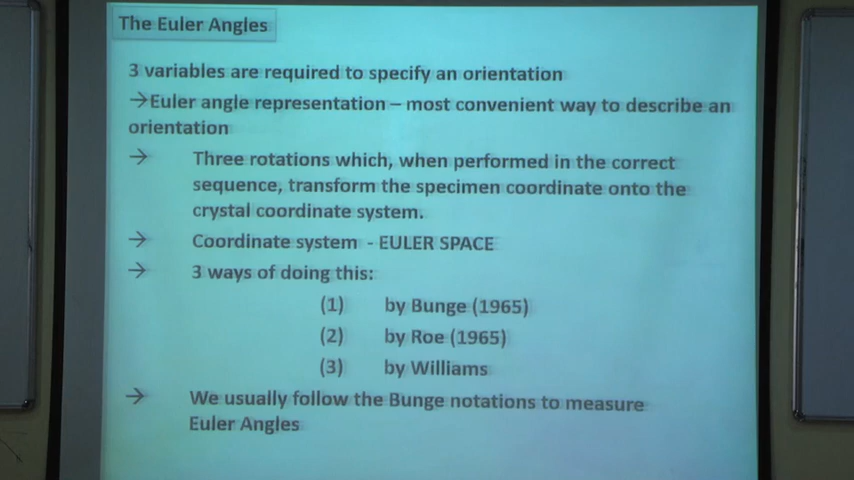 The Euler Angles
3 variables are required to specify an orientation
→Euler angle representation – most convenient way to describe an
orientation
→ Three rotations which, when performed in the correct
sequence, transform the specimen coordinate onto the
crystal coordinate system.
→ Coordinate system - EULER SPACE
→ 3 ways of doing this:
(1) by Bunge (1965)
(2) by Roe (1965)
(3) by Williams
→ We usually follow the Bunge notations to measure
Euler Angles